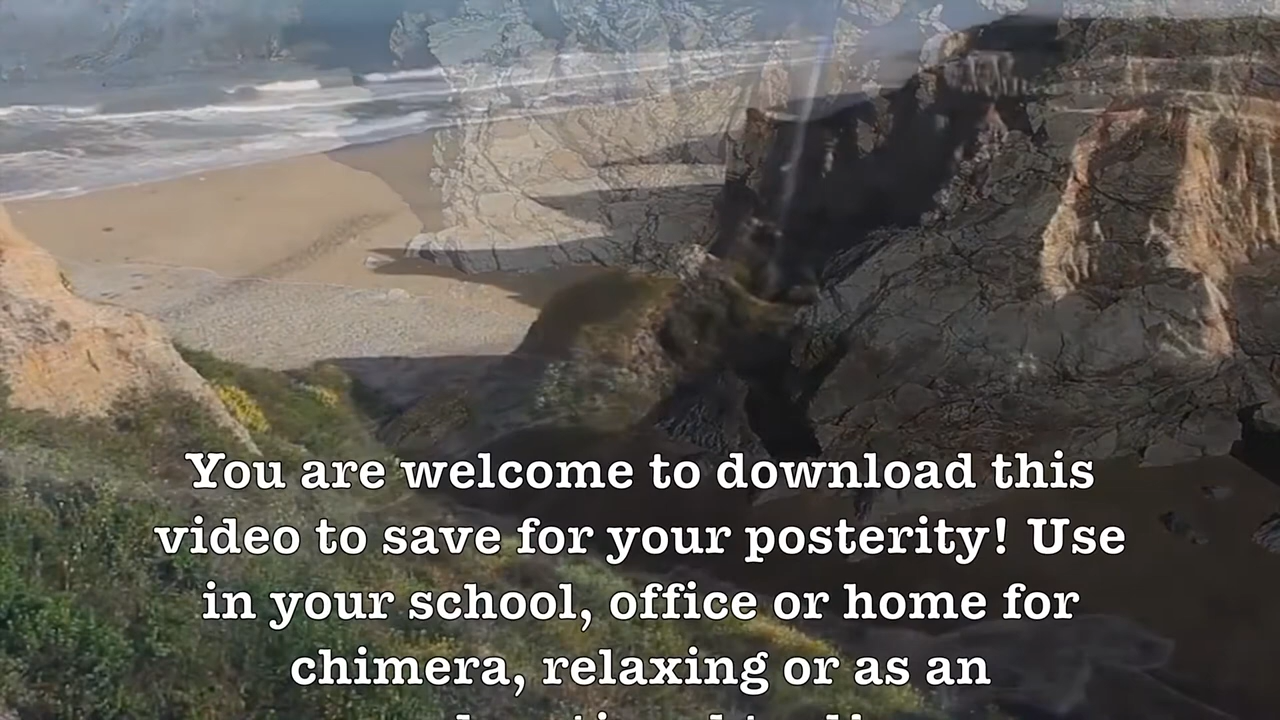 You are welcome to download this
video to save for your posterity! Use
in your school, office or home for
chimera, relaxing or as an